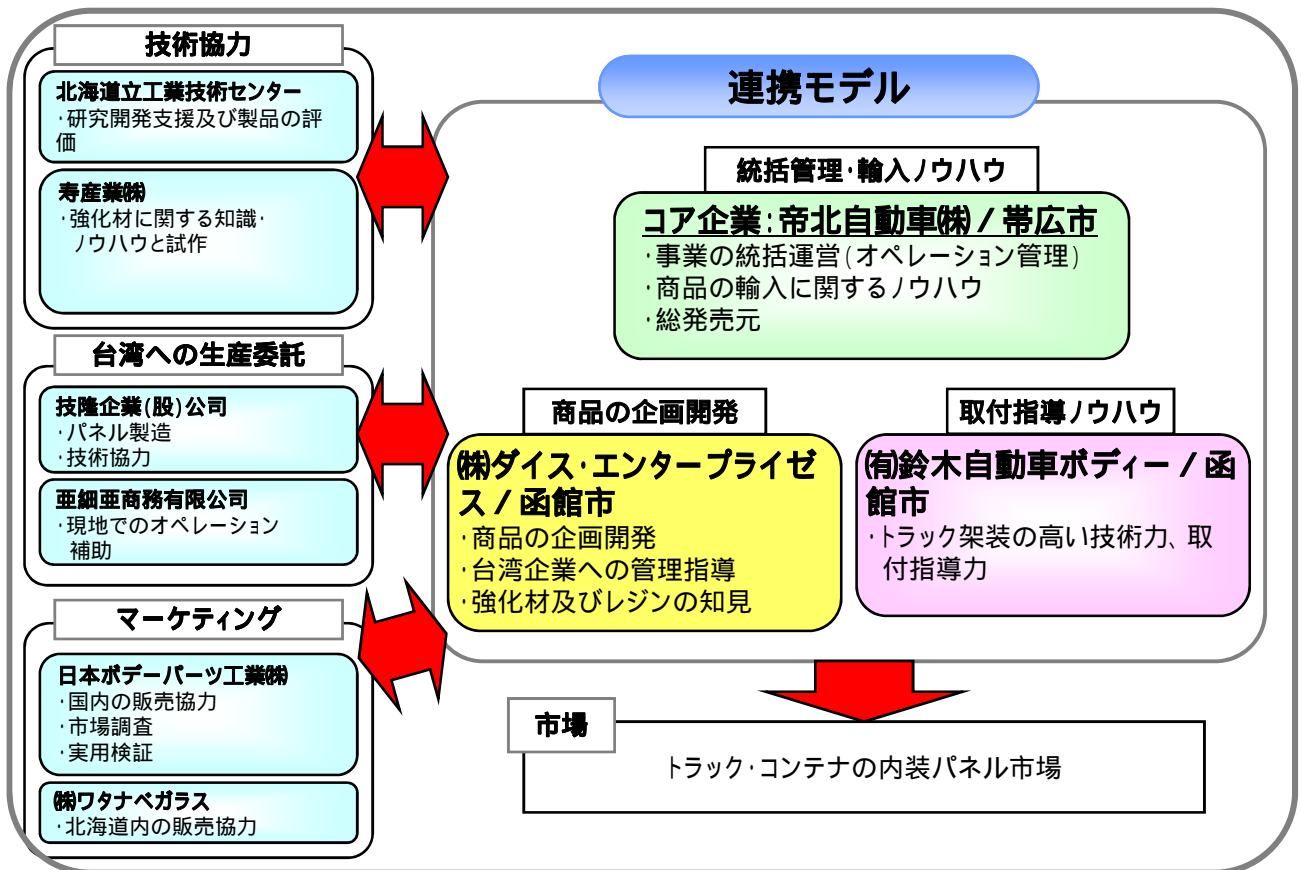 技術協力
北海道立工業技術センター
･研究開発支援及び製品の評
価
寿産業㈱
･強化材に関する知識･
ノウハウと試作
台湾への生産委託
技隆企業(股)公司
･パネル製造
･技術協力
亜細亜商務有限公司
･現地でのオペレーション
補助
マーケティング
日本ボデーパーツ工業㈱
･国内の販売協力
･市場調査
･実用検証
㈱ワタナベガラス
･北海道内の販売協力
連携モデル
統括管理･輸入ノウハウ
コア企業:帝北自動車㈱/帯広市
･事業の統括運営(オペレーション管理)
･商品の輸入に関するノウハウ
･総発売元
商品の企画開発
㈱ダイス･エンタープライゼ
ス/函館市
･商品の企画開発
･台湾企業への管理指導
･強化材及びレジンの知見
取付指導ノウハウ
㈲鈴木自動車ボディー/函
館市
･トラック架装の高い技術力、取
付指導力
市場
トラック･コンテナの内装パネル市場